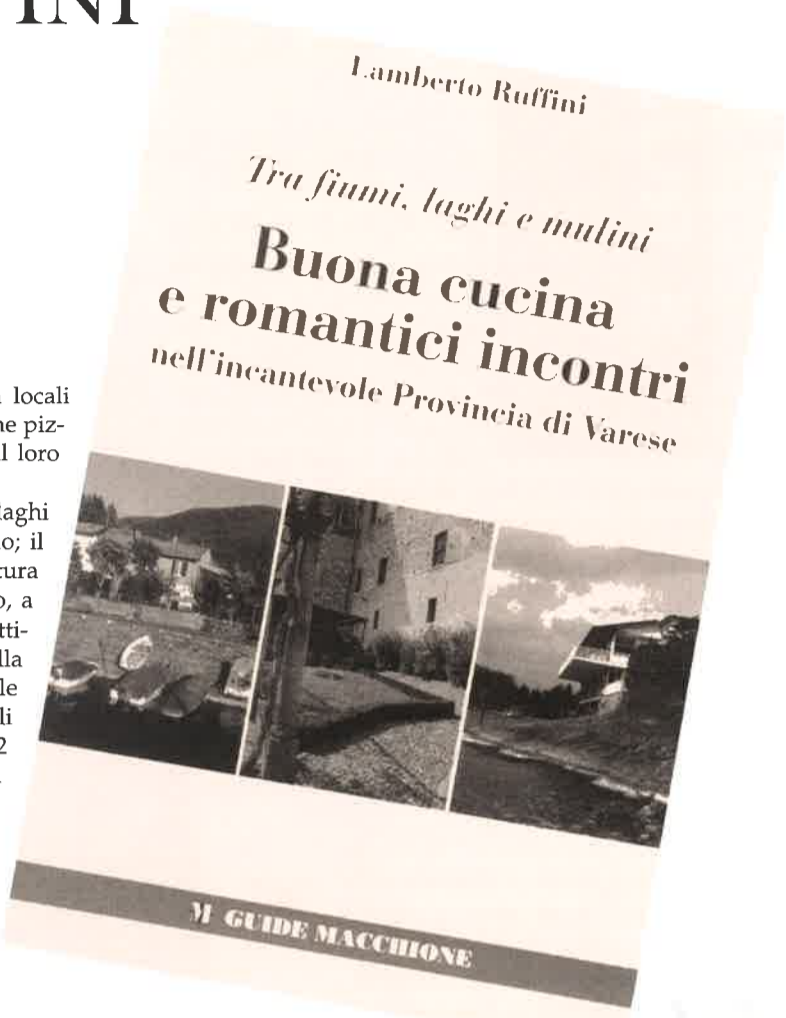 INI
locali
ne piz-
l loro
laghi
o; il
tura
o, a
tti-
lla
le
li
2
Lamberto Ruffini
Tra fiumi, laghi e mulini
Buona cucina
e romantici incontri
nell'incantevole Provincia di Varese
M GUIDE MACCHIONE